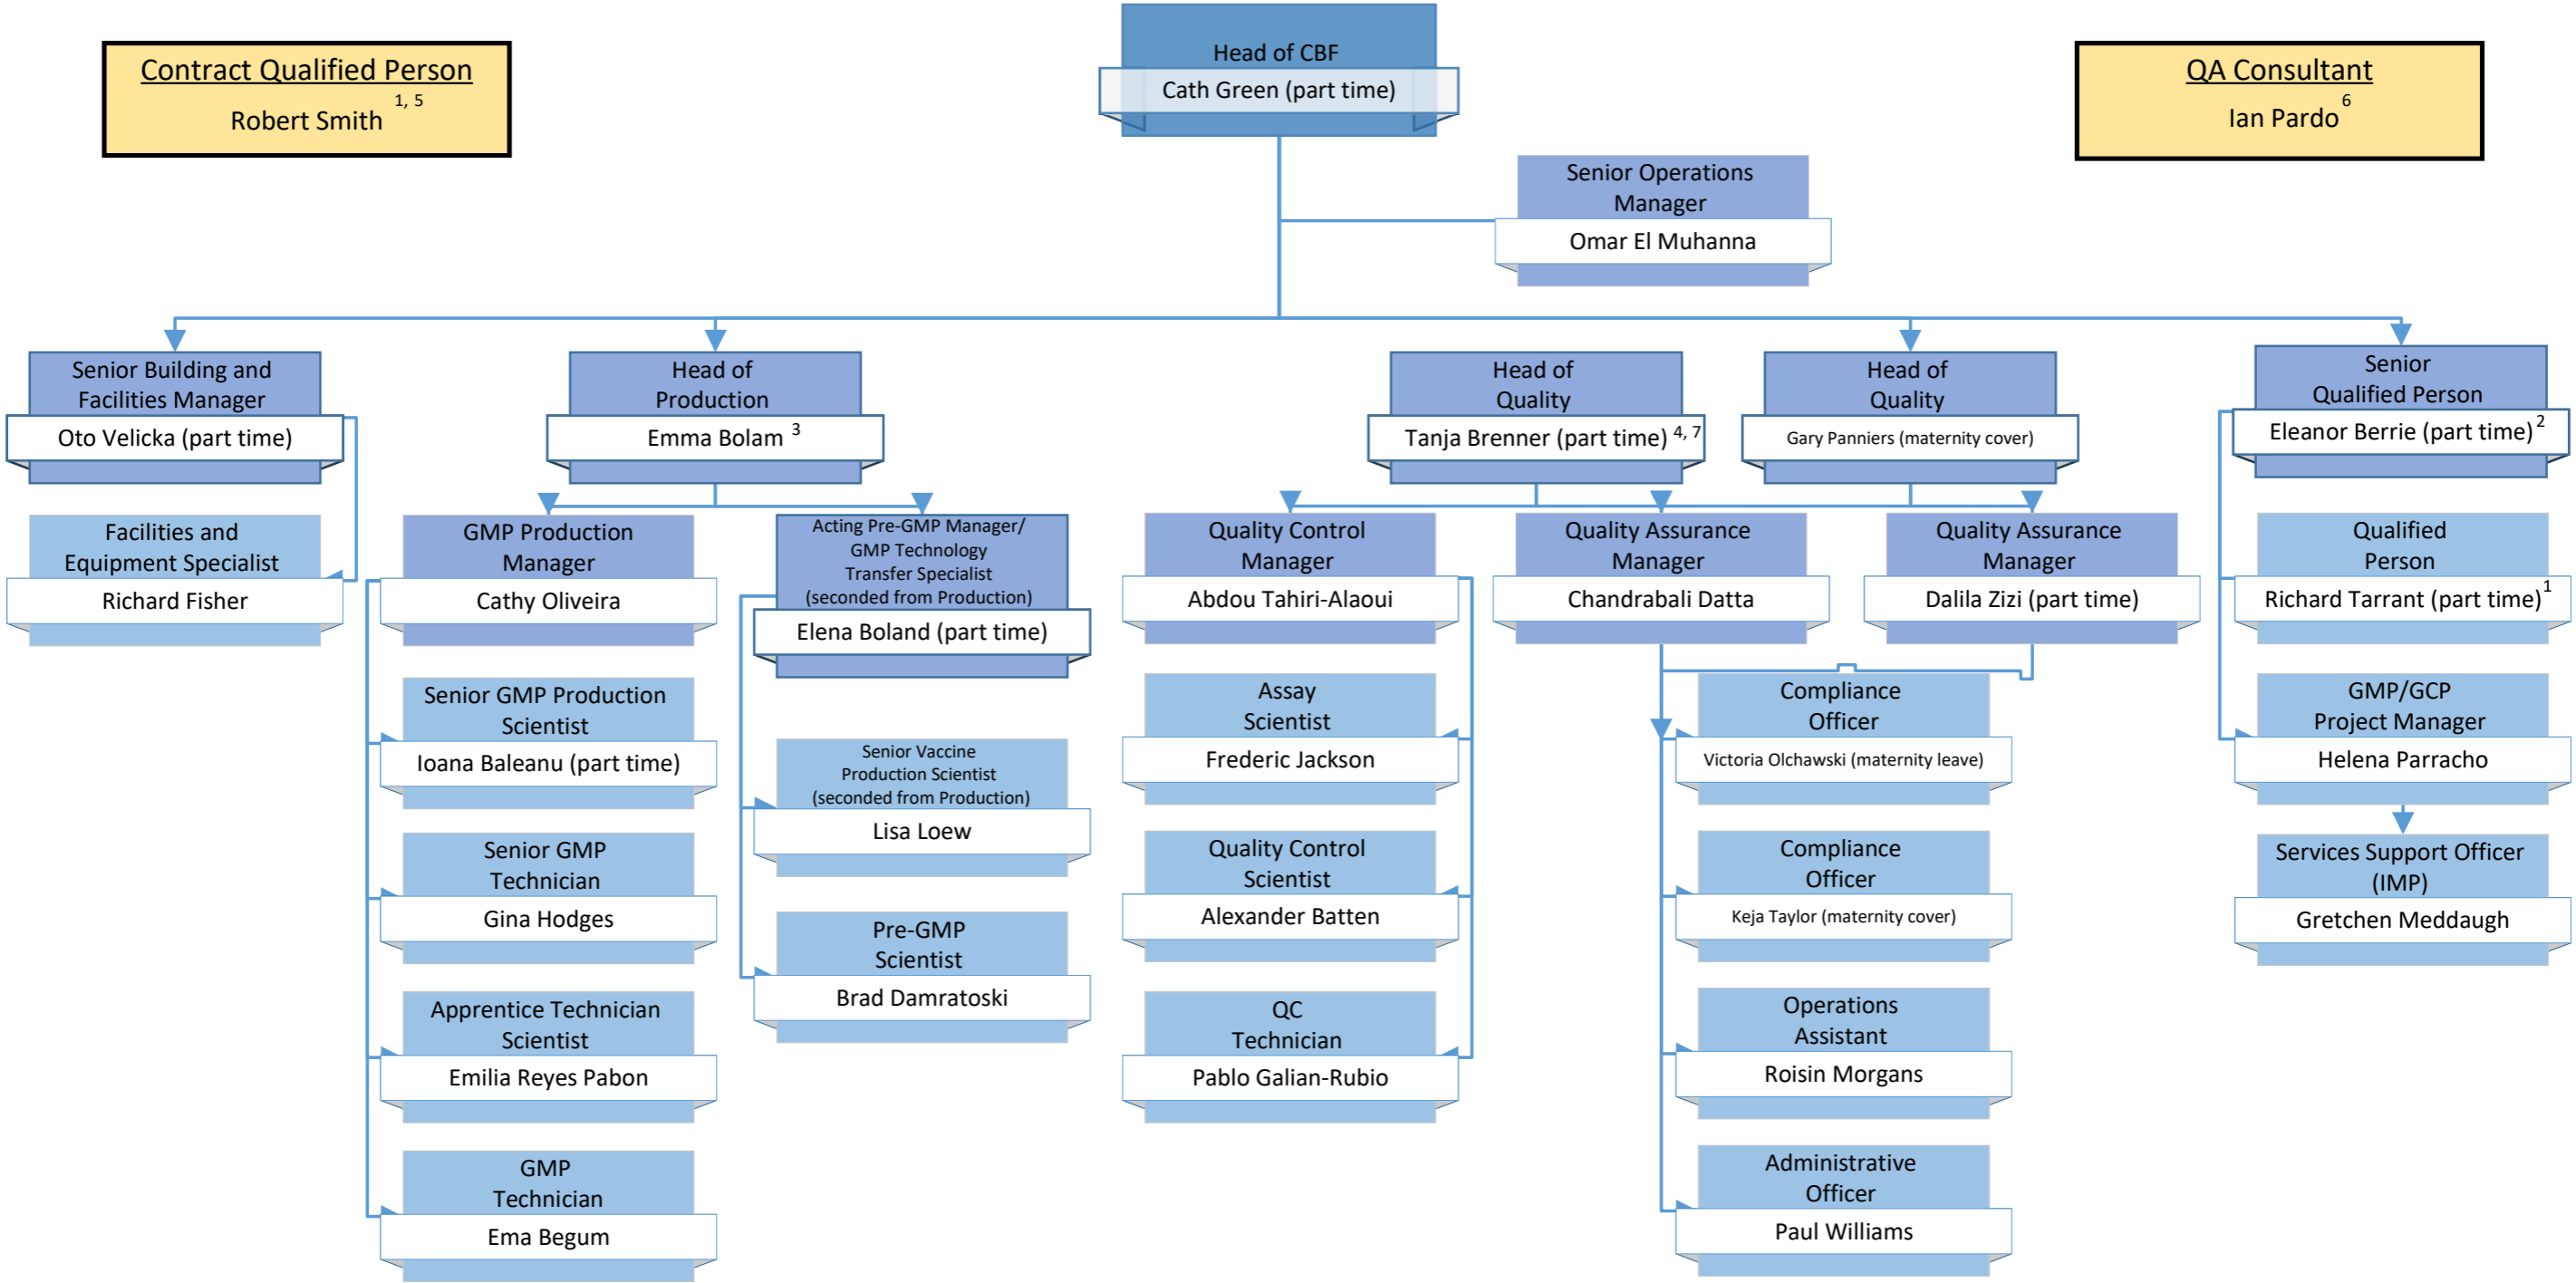 Contract Qualified Person
Robert Smith 1, 5
Head of CBF
Cath Green (part time)
QA Consultant
Ian Pardo 6
Senior Operations
Manager
Omar El Muhanna
Senior Building and
Facilities Manager
Oto Velicka (part time)
Head of
Production
Emma Bolam 3
Head of
Quality
Tanja Brenner (part time) 4, 7
Head of
Quality
Gary Panniers (maternity cover)
Senior
Qualified Person
Eleanor Berrie (part time) 2
Facilities and
Equipment Specialist
Richard Fisher
GMP Production
Manager
Cathy Oliveira
Acting Pre-GMP Manager/
GMP Technology
Transfer Specialist
(seconded from Production)
Elena Boland (part time)
Quality Control
Manager
Abdou Tahiri-Alaoui
Quality Assurance
Manager
Chandrabali Datta
Quality Assurance
Manager
Dalila Zizi (part time)
Qualified
Person
Richard Tarrant (part time) 1
Senior GMP Production
Scientist
Ioana Baleanu (part time)
Senior Vaccine
Production Scientist
(seconded from Production)
Lisa Loew
Assay
Scientist
Frederic Jackson
Compliance
Officer
Victoria Olchawski (maternity leave)
GMP/GCP
Project Manager
Helena Parracho
Senior GMP
Technician
Gina Hodges
Pre-GMP
Scientist
Brad Damratoski
Quality Control
Scientist
Alexander Batten
Compliance
Officer
Keja Taylor (maternity cover)
Services Support Officer
(IMP)
Gretchen Meddaugh
Apprentice Technician
Scientist
Emilia Reyes Pabon
QC
Technician
Pablo Galian-Rubio
Operations
Assistant
Roisin Morgans
GMP
Technician
Ema Begum
Administrative
Officer
Paul Williams